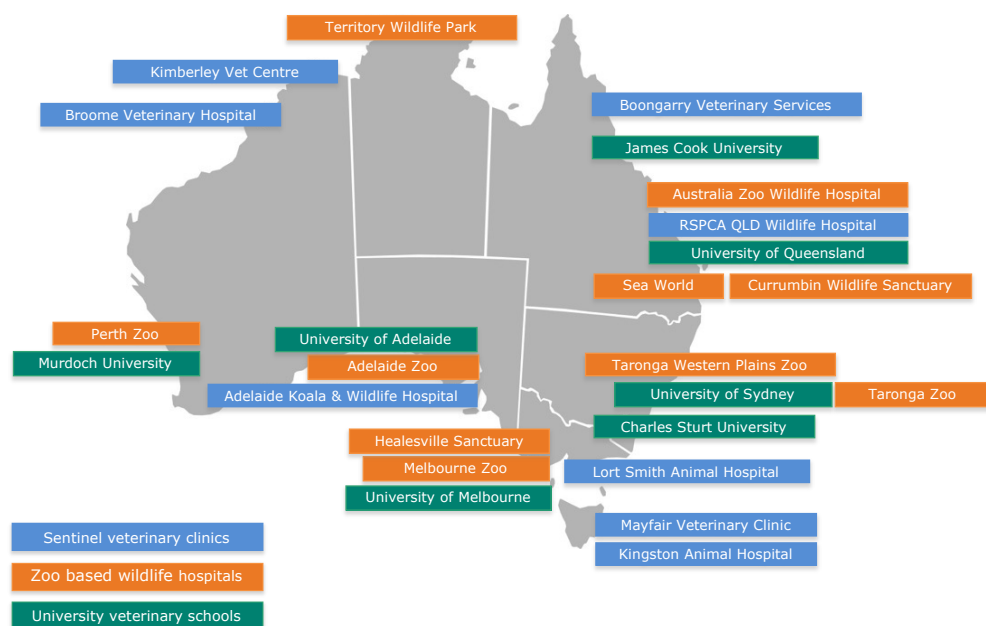 Territory Wildlife Park
Kimberley Vet Centre
Broome Veterinary Hospital
Boongarry Veterinary Services
James Cook University
Australia Zoo Wildlife Hospital
RSPCA QLD Wildlife Hospital
University of Queensland
Sea World
Currumbin Wildlife Sanctuary
Perth Zoo
Murdoch University
University of Adelaide
Adelaide Zoo
Adelaide Koala & Wildlife Hospital
Taronga Western Plains Zoo
University of Sydney
Taronga Zoo
Charles Sturt University
Healesville Sanctuary
Melbourne Zoo
University of Melbourne
Lort Smith Animal Hospital
Mayfair Veterinary Clinic
Kingston Animal Hospital
Sentinel veterinary clinics
Zoo based wildlife hospitals
University veterinary schools